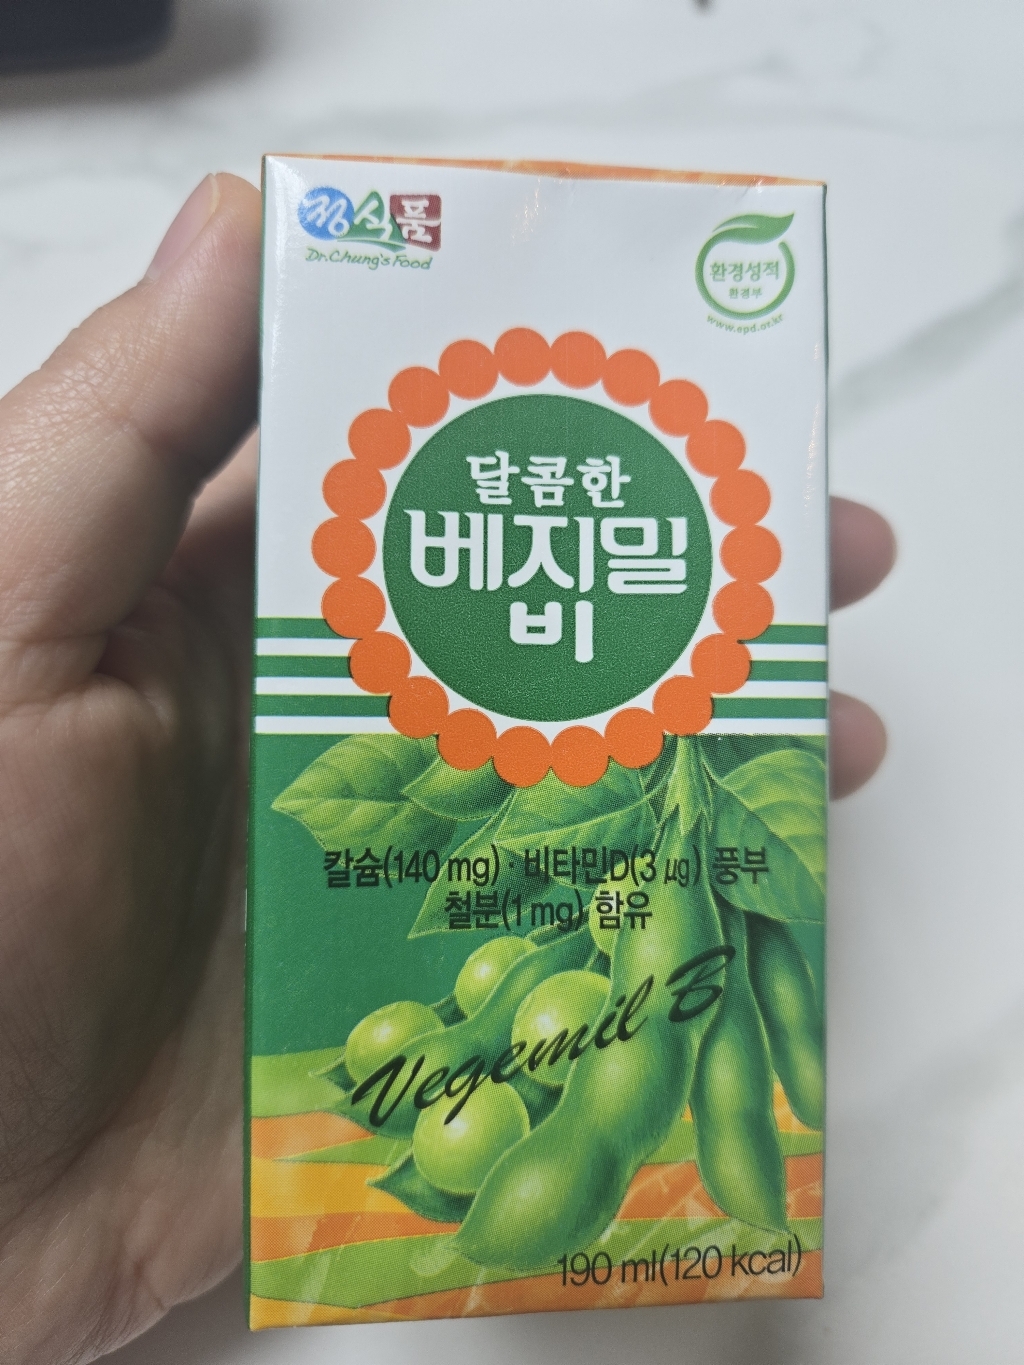 정식품
Dr.Chung's Food
환경성적
환경부
www.epd.or.kr
달콤한
베지밀
비
칼슘(140 mg)·비타민D(3 µg) 풍부
철분(1 mg) 함유
Vegemil B
190 ml(120 kcal)